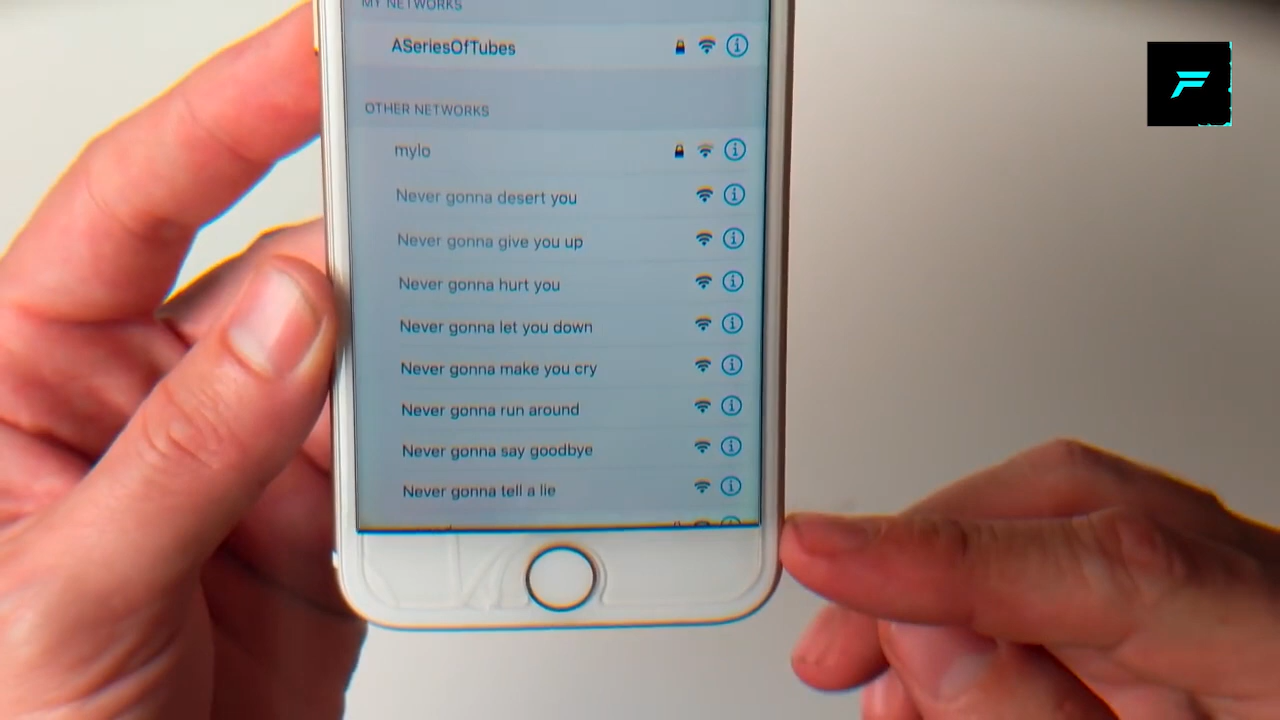 MY NETWORKS
ASeriesOfTubes
OTHER NETWORKS
mylo
Never gonna desert you
Never gonna give you up
Never gonna hurt you
Never gonna let you down
Never gonna make you cry
Never gonna run around
Never gonna say goodbye
Never gonna tell a lie